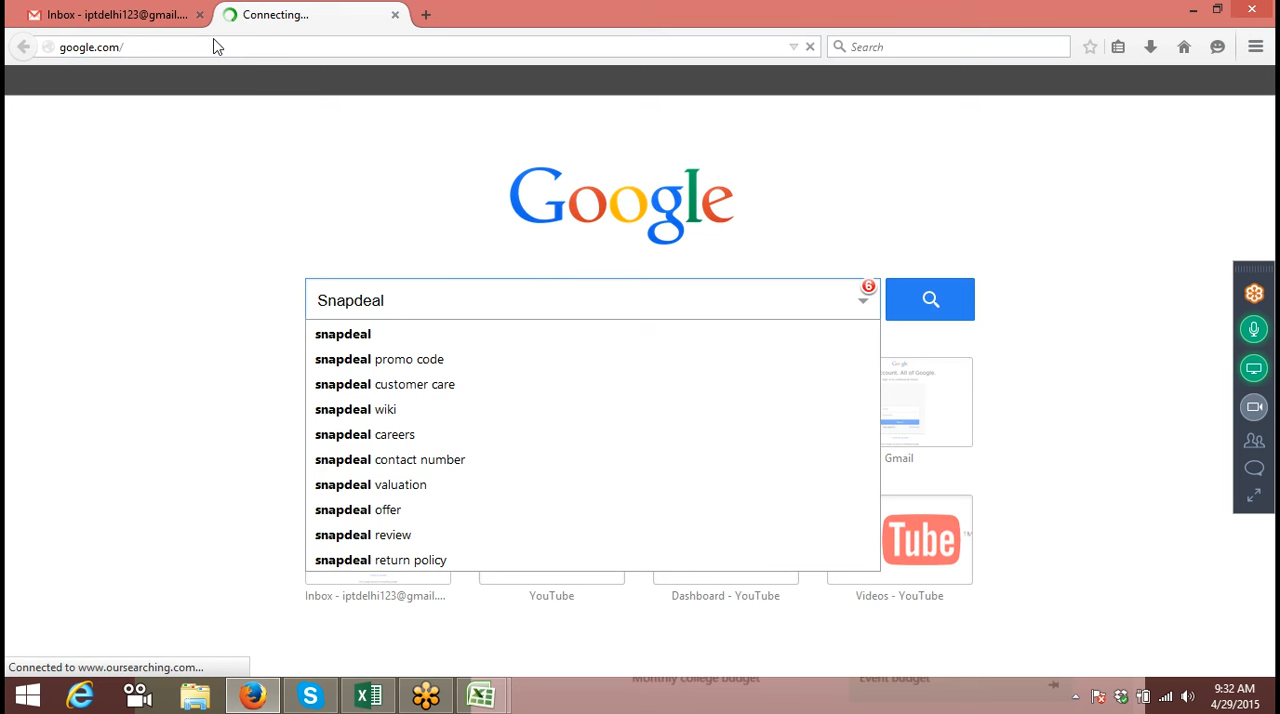 Inbox - iptdelhi123@gmail....
Connecting...
google.com/
Search
Google
Snapdeal
6
snapdeal
snapdeal promo code
snapdeal customer care
snapdeal wiki
snapdeal careers
snapdeal contact number
snapdeal valuation
snapdeal offer
snapdeal review
snapdeal return policy
Gmail
Tube
TM
Inbox - iptdelhi123@gmail....
YouTube
Dashboard - YouTube
Videos - YouTube
Connected to www.oursearching.com...
Monthly college budget
Event budget
9:32 AM
4/29/2015